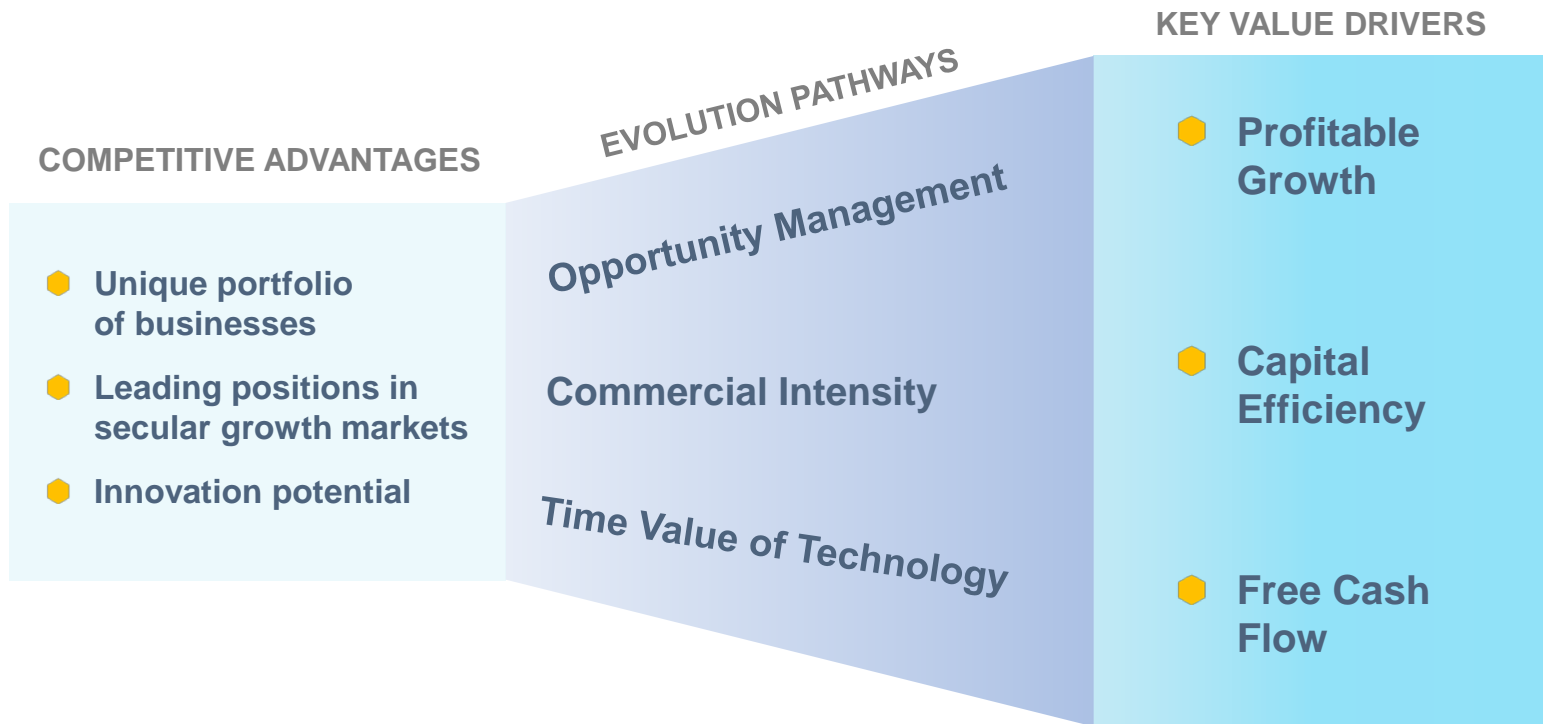 COMPETITIVE ADVANTAGES
Unique portfolio
of businesses
Leading positions in
secular growth markets
Innovation potential
EVOLUTION PATHWAYS
Opportunity Management
Commercial Intensity
Time Value of Technology
KEY VALUE DRIVERS
Profitable
Growth
Capital
Efficiency
Free Cash
Flow